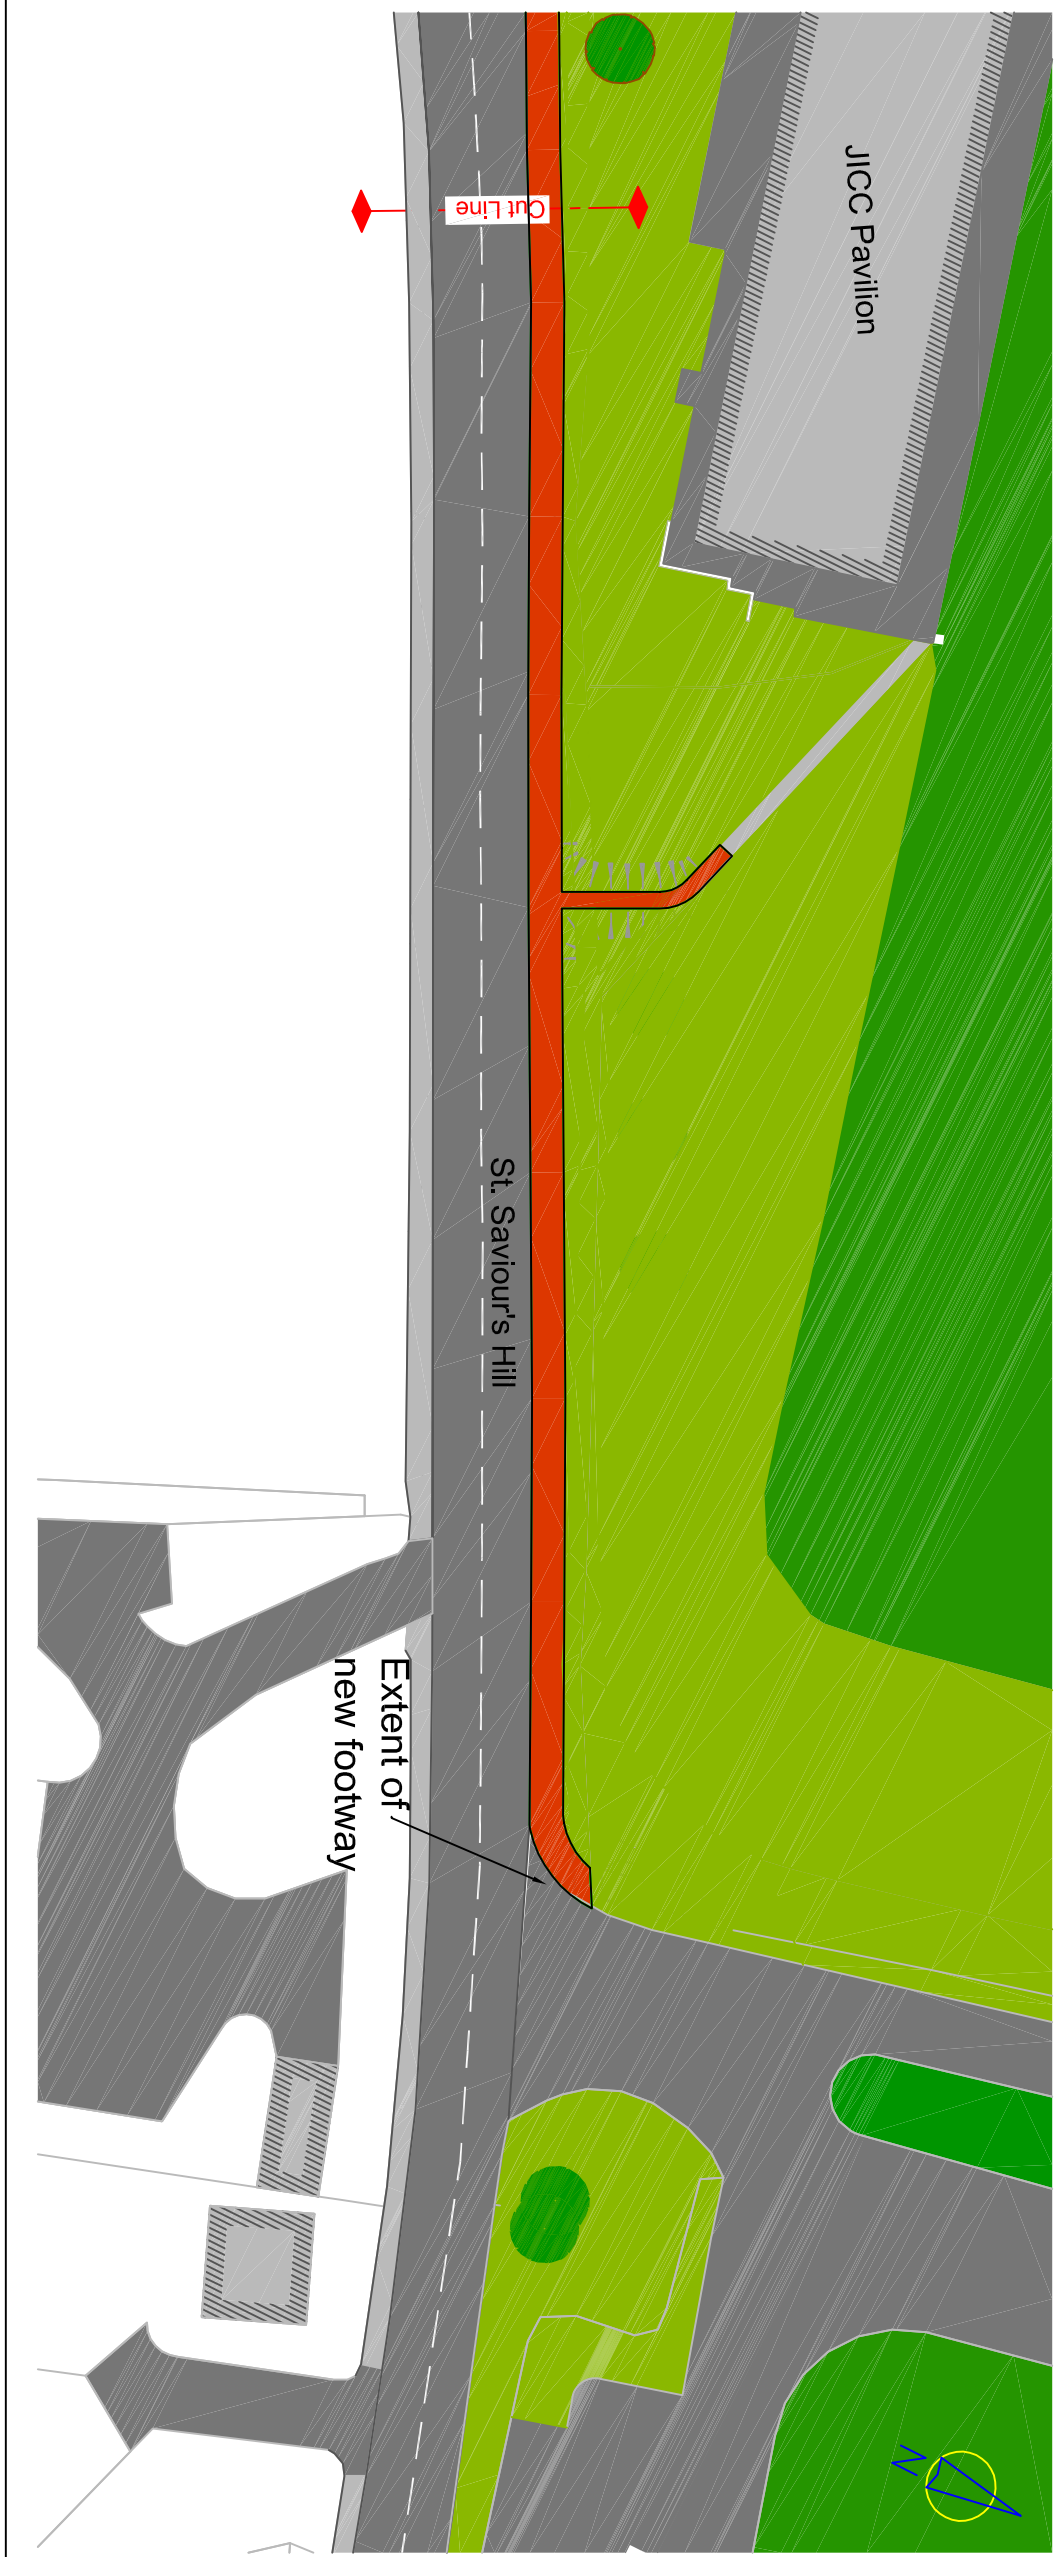 JICC Pavilion
Cut Line
St. Saviour's Hill
Extent of
new footway
N